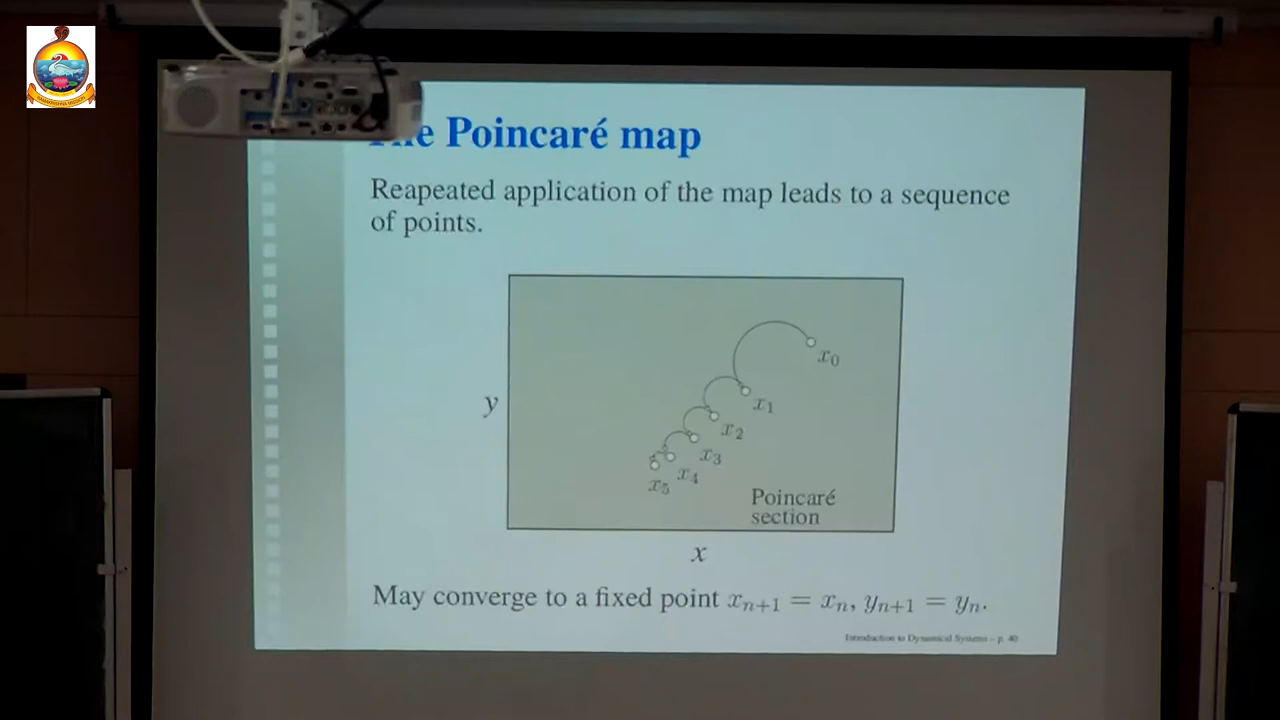 The Poincaré map
Reapeated application of the map leads to a sequence
of points.
x0
x1
x2
x3
x4
x5
y
Poincaré
section
x
May converge to a fixed point xn+1 = xn, yn+1 = yn.
Introduction to Dynamical Systems – p. 40